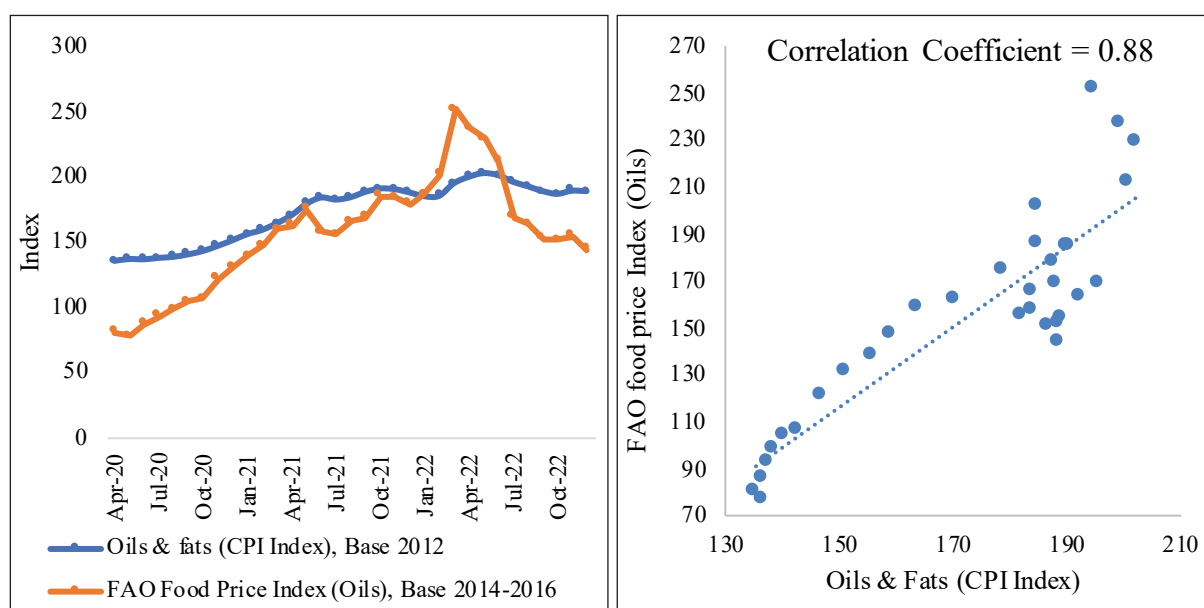 300
250
200
150
100
50
0
Index
Apr-20
Jul-20
Oct-20
Jan-21
Apr-21
Jul-21
Oct-21
Jan-22
Apr-22
Jul-22
Oct-22
Oils & fats (CPI Index), Base 2012
FAO Food Price Index (Oils), Base 2014-2016
Correlation Coefficient = 0.88
270
250
230
210
190
170
150
130
110
90
70
FAO food price Index (Oils)
130
150
170
190
210
Oils & Fats (CPI Index)